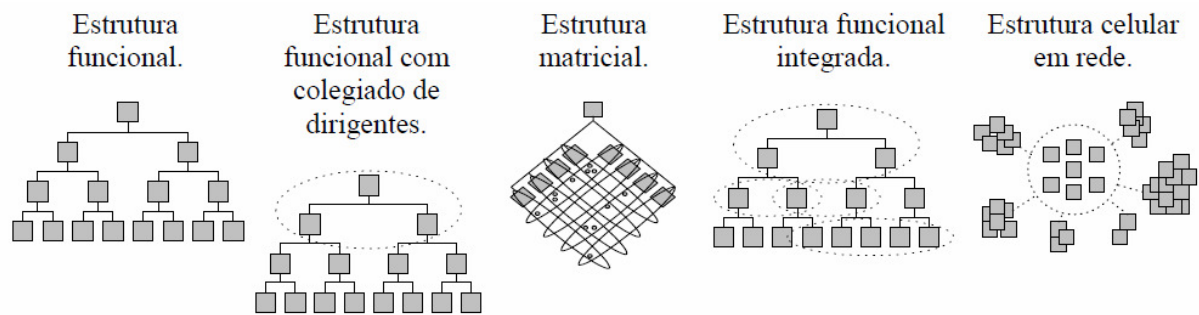 Estrutura
funcional.
Estrutura
funcional com
colegiado de
dirigentes.
Estrutura
matricial.
Estrutura funcional
integrada.
Estrutura celular
em rede.